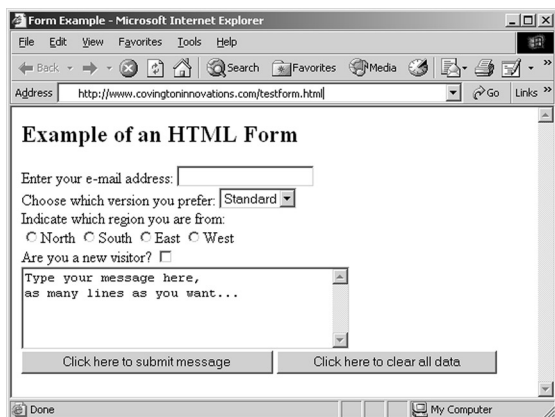 Form Example - Microsoft Internet Explorer
File Edit View Favorites Tools Help
Back Search Favorites Media
Address http://www.covingtoninnovations.com/testform.html Go Links »
Example of an HTML Form
Enter your e-mail address:
Choose which version you prefer: Standard
Indicate which region you are from:
North South East West
Are you a new visitor?
Type your message here,
as many lines as you want...
Click here to submit message Click here to clear all data
Done My Computer